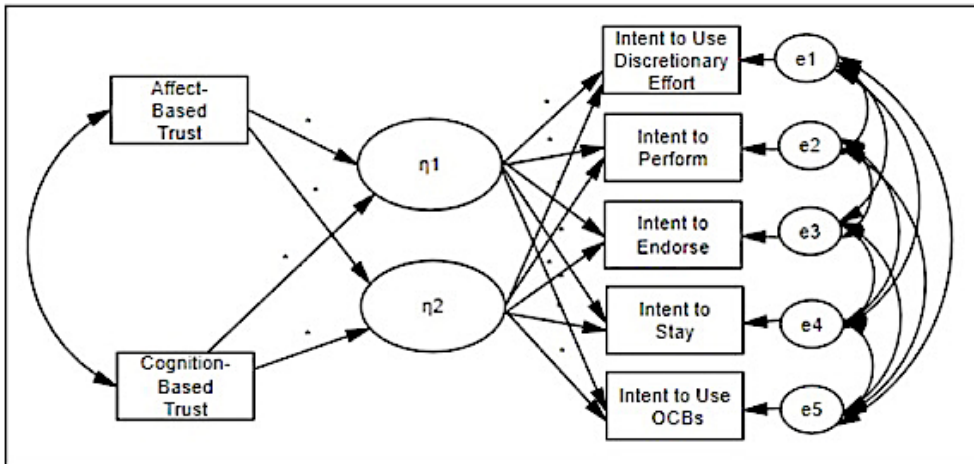 Affect-
Based
Trust
Cognition-
Based
Trust
η1
η2
Intent to Use
Discretionary
Effort
Intent to
Perform
Intent to
Endorse
Intent to
Stay
Intent to Use
OCBs
e1
e2
e3
e4
e5